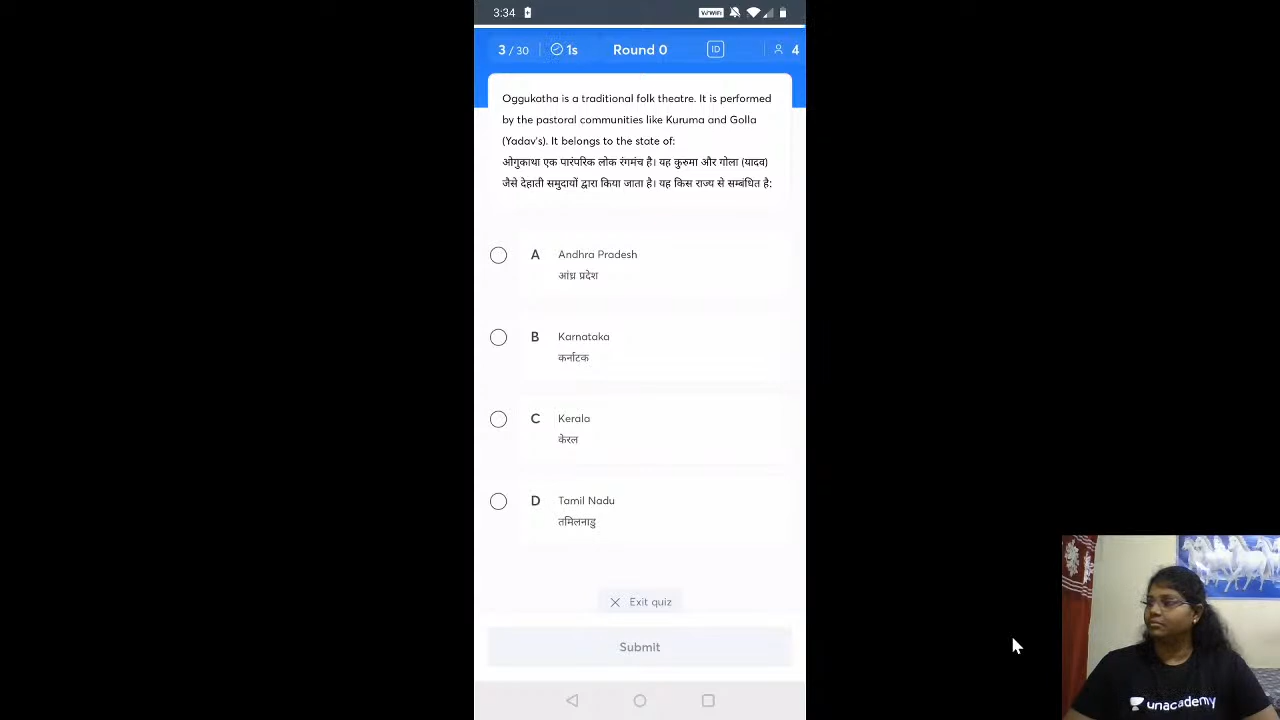 3:34
VoWiFi
3 / 30
1s
Round 0
ID
4
Oggukatha is a traditional folk theatre. It is performed
by the pastoral communities like Kuruma and Golla
(Yadav's). It belongs to the state of:
ओगुकाथा एक पारंपरिक लोक रंगमंच है। यह कुरुमा और गोला (यादव)
जैसे देहाती समुदायों द्वारा किया जाता है। यह किस राज्य से सम्बंधित है:
A Andhra Pradesh
आंध्र प्रदेश
B Karnataka
कर्नाटक
C Kerala
केरल
D Tamil Nadu
तमिलनाडु
Exit quiz
Submit
unacademy